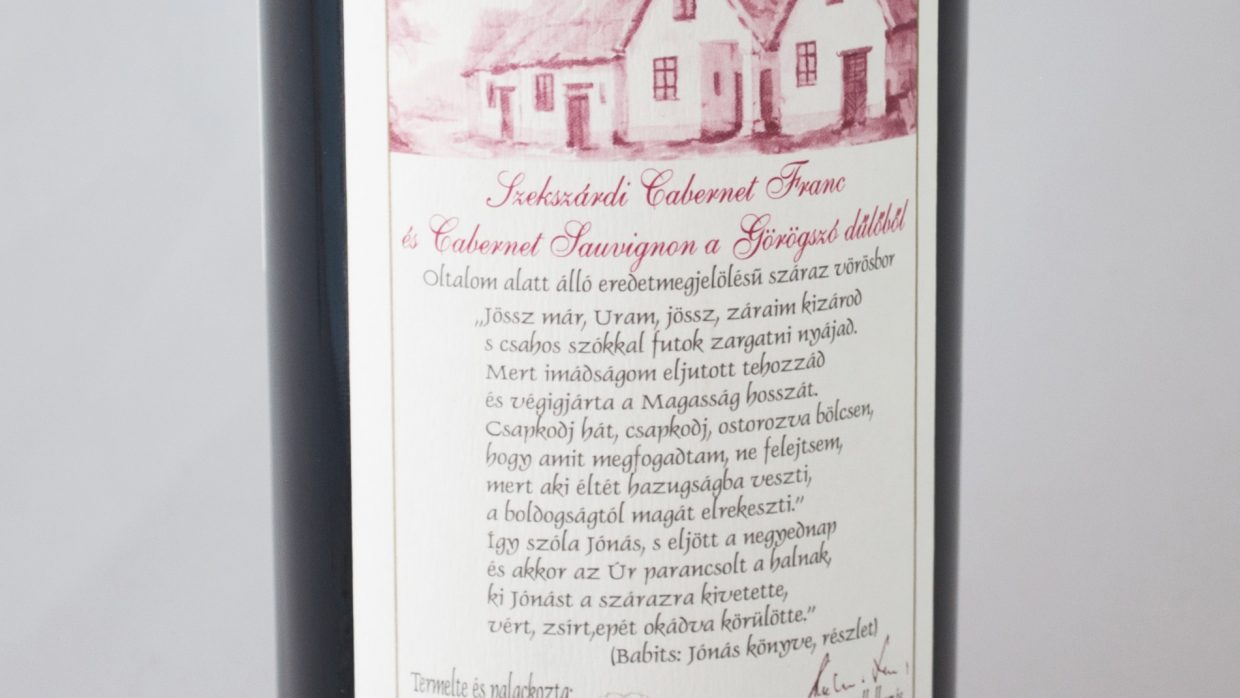 Szekszárdi Cabernet Franc
és Cabernet Sauvignon a Görögszó dűlőből
Oltalom alatt álló eredetmegjelölésű száraz vörösbor
„Jössz már, Uram, jössz, záraim kizárod
s csahos szókkal futok zargatni nyájad.
Mert imádságom eljutott tehozzád
és végigjárta a Magasság hosszát.
Csapkodj hát, csapkodj, ostorozva bölcsen,
hogy amit megfogadtam, ne felejtsem,
mert aki éltét hazugságba veszti,
a boldogságtól magát elrekeszti.”
Így szóla Jónás, s eljött a negyednap
és akkor az Úr parancsolt a halnak,
ki Jónást a szárazra kivetette,
vért, zsírt,epét okádva körülötte.”
(Babits: Jónás könyve, részlet)
Termelte és palackozta: